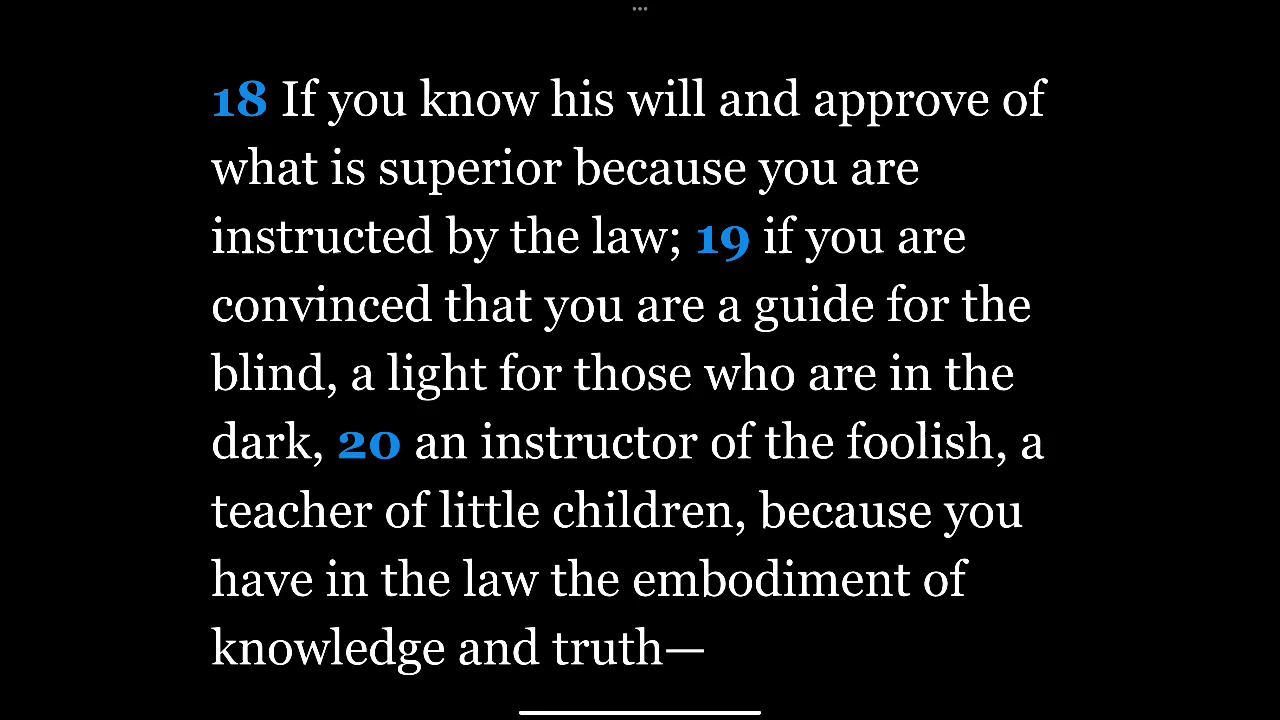 18 If you know his will and approve of
what is superior because you are
instructed by the law; 19 if you are
convinced that you are a guide for the
blind, a light for those who are in the
dark, 20 an instructor of the foolish, a
teacher of little children, because you
have in the law the embodiment of
knowledge and truth—